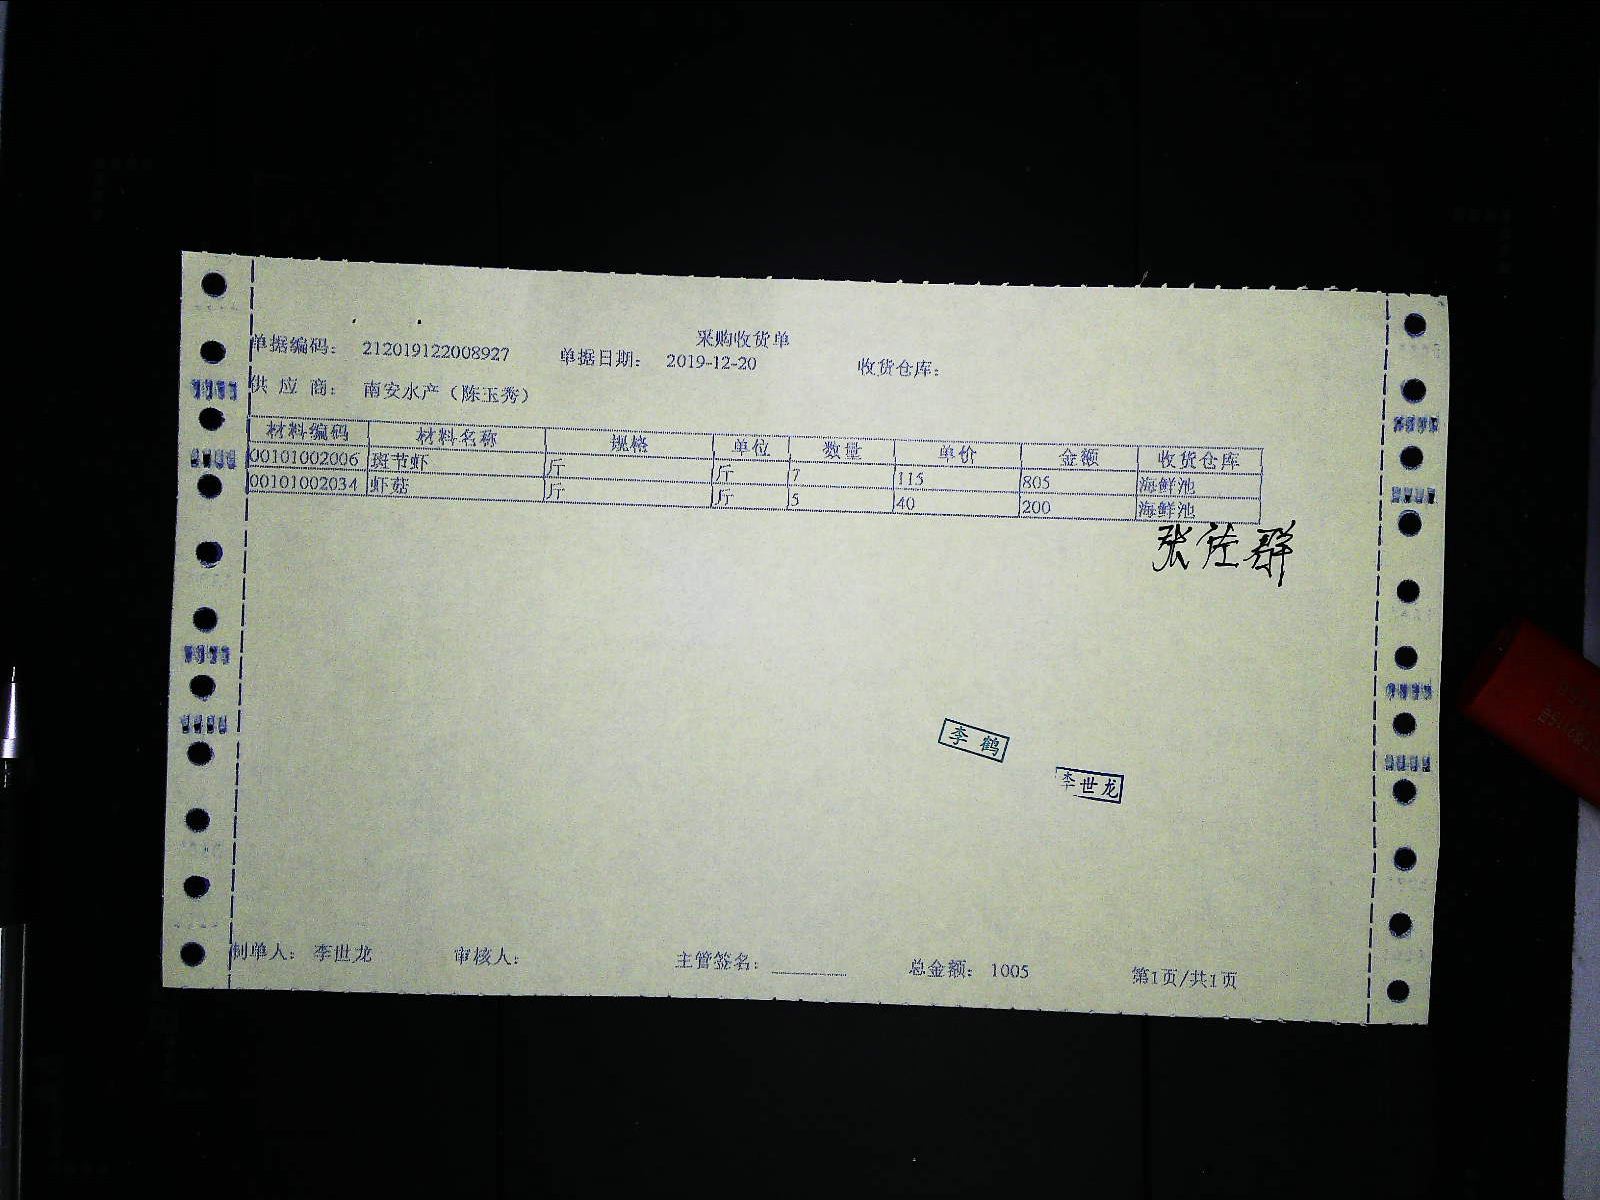 采购收货单
单据编码： 212019122008927 单据日期： 2019-12-20 收货仓库：
供 应 商： 南安水产（陈玉秀）
材料编码 材料名称 规格 单位 数量 单价 金额 收货仓库
00101002006 斑节虾 斤 斤 7 115 805 海鲜池
00101002034 虾菇 斤 斤 5 40 200 海鲜池
李 鹤
李世龙
制单人： 李世龙 审核人： 主管签名： 总金额： 1005 第1页/共1页